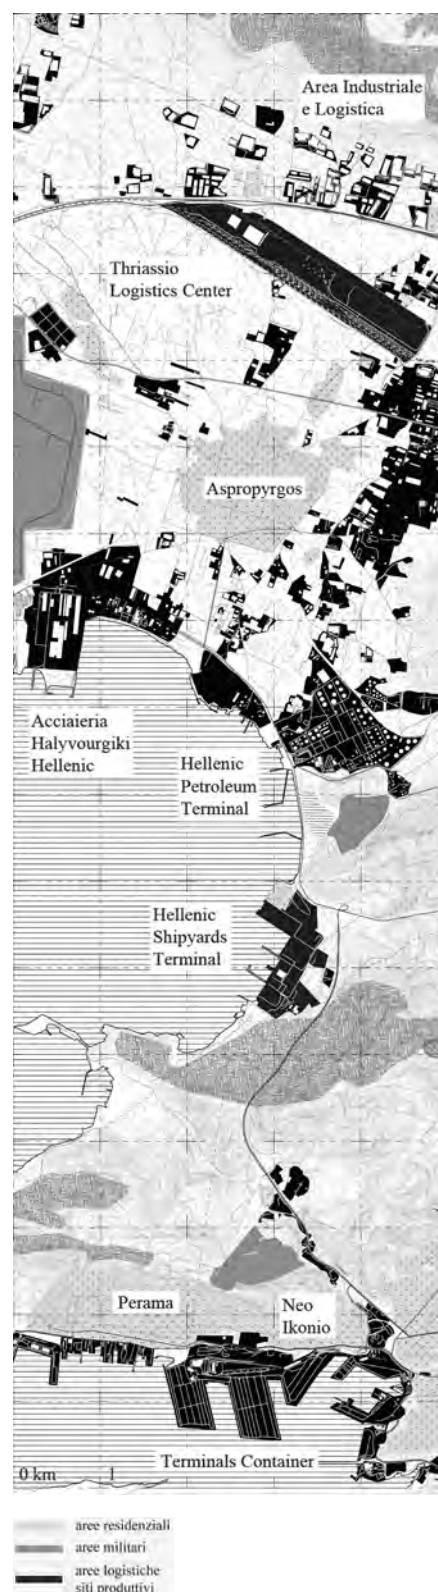 Area Industriale
e Logistica
Thriassio
Logistics Center
Aspropyrgos
Acciaieria
Halyvourgiki
Hellenic
Hellenic
Petroleum
Terminal
Hellenic
Shipyards
Terminal
Perama
Neo
Ikonio
Terminals Container
0 km 1
aree residenziali
aree militari
aree logistiche
siti produttivi